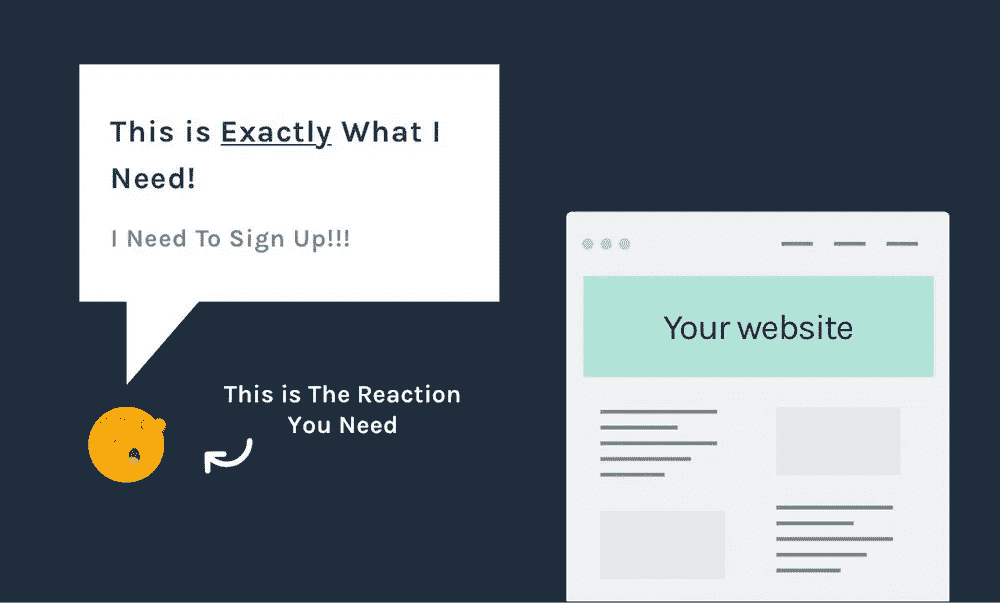 This is Exactly What I
Need!
I Need To Sign Up!!!
This is The Reaction
You Need
Your website